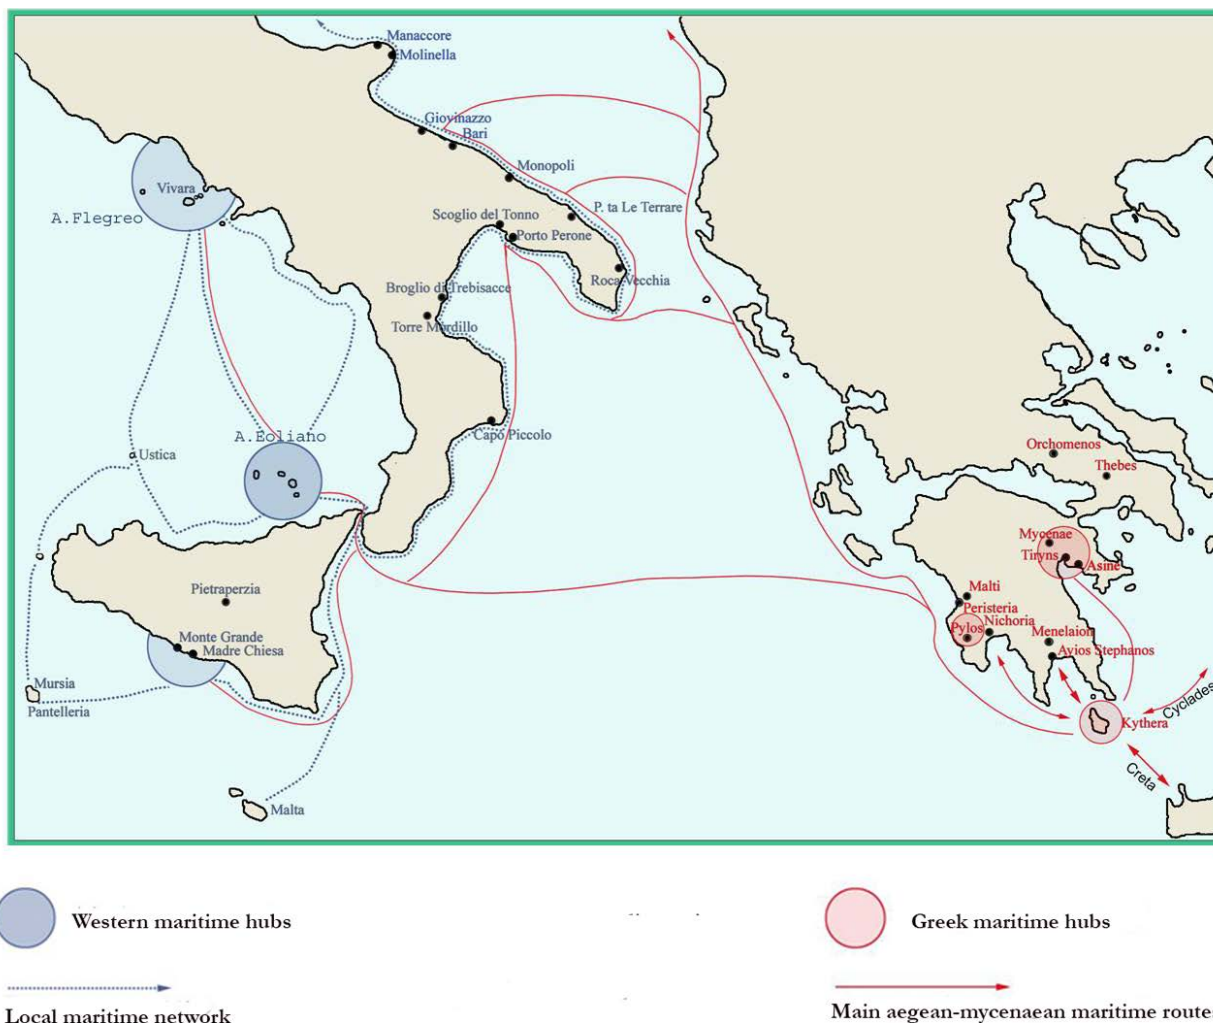 Manaccore
Molinella
Giovinazzo
Bari
Monopoli
Vivara
A.Flegreo
Scoglio del Tonno
P. ta Le Terrare
Porto Perone
Roca Vecchia
Broglio di Trebisacce
Torre Mordillo
A.Eoliano
Capo Piccolo
Ustica
Orchomenos
Thebes
Mycenae
Tiryns
Asine
Pietraperzia
Malti
Peristeria
Nichoria
Pylos
Menelaion
Ayios Stephanos
Monte Grande
Madre Chiesa
Mursia
Pantelleria
Cyclades
Kythera
Creta
Malta
Western maritime hubs
Greek maritime hubs
Local maritime network
Main aegean-mycenaean maritime routes